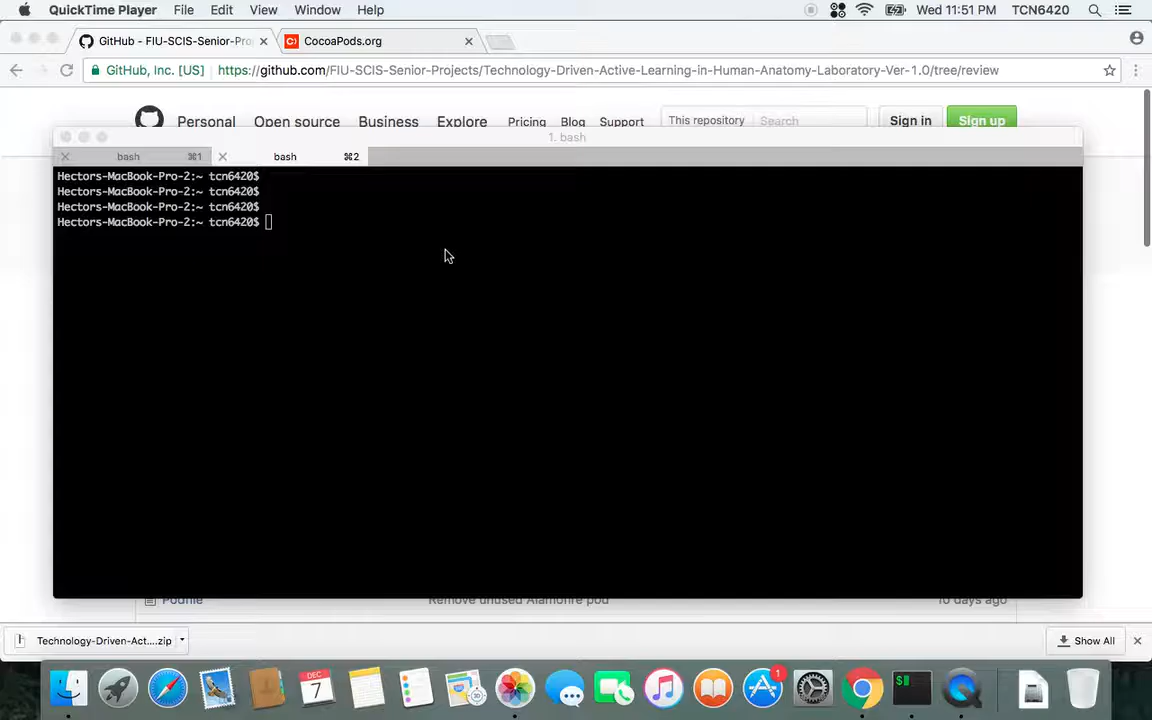 QuickTime Player File Edit View Window Help Wed 11:51 PM TCN6420
GitHub - FIU-SCIS-Senior-Pro CocoaPods.org
GitHub, Inc. [US] https://github.com/FIU-SCIS-Senior-Projects/Technology-Driven-Active-Learning-in-Human-Anatomy-Laboratory-Ver-1.0/tree/review
Personal Open source Business Explore Pricing Blog Support This repository Search Sign in Sign up
1. bash
bash ⌘1 bash ⌘2
Hectors-MacBook-Pro-2:~ tcn6420$
Hectors-MacBook-Pro-2:~ tcn6420$
Hectors-MacBook-Pro-2:~ tcn6420$
Hectors-MacBook-Pro-2:~ tcn6420$
Podfile Remove unused Alamofire pod 10 days ago
Technology-Driven-Act....zip Show All
DEC
7
1
$